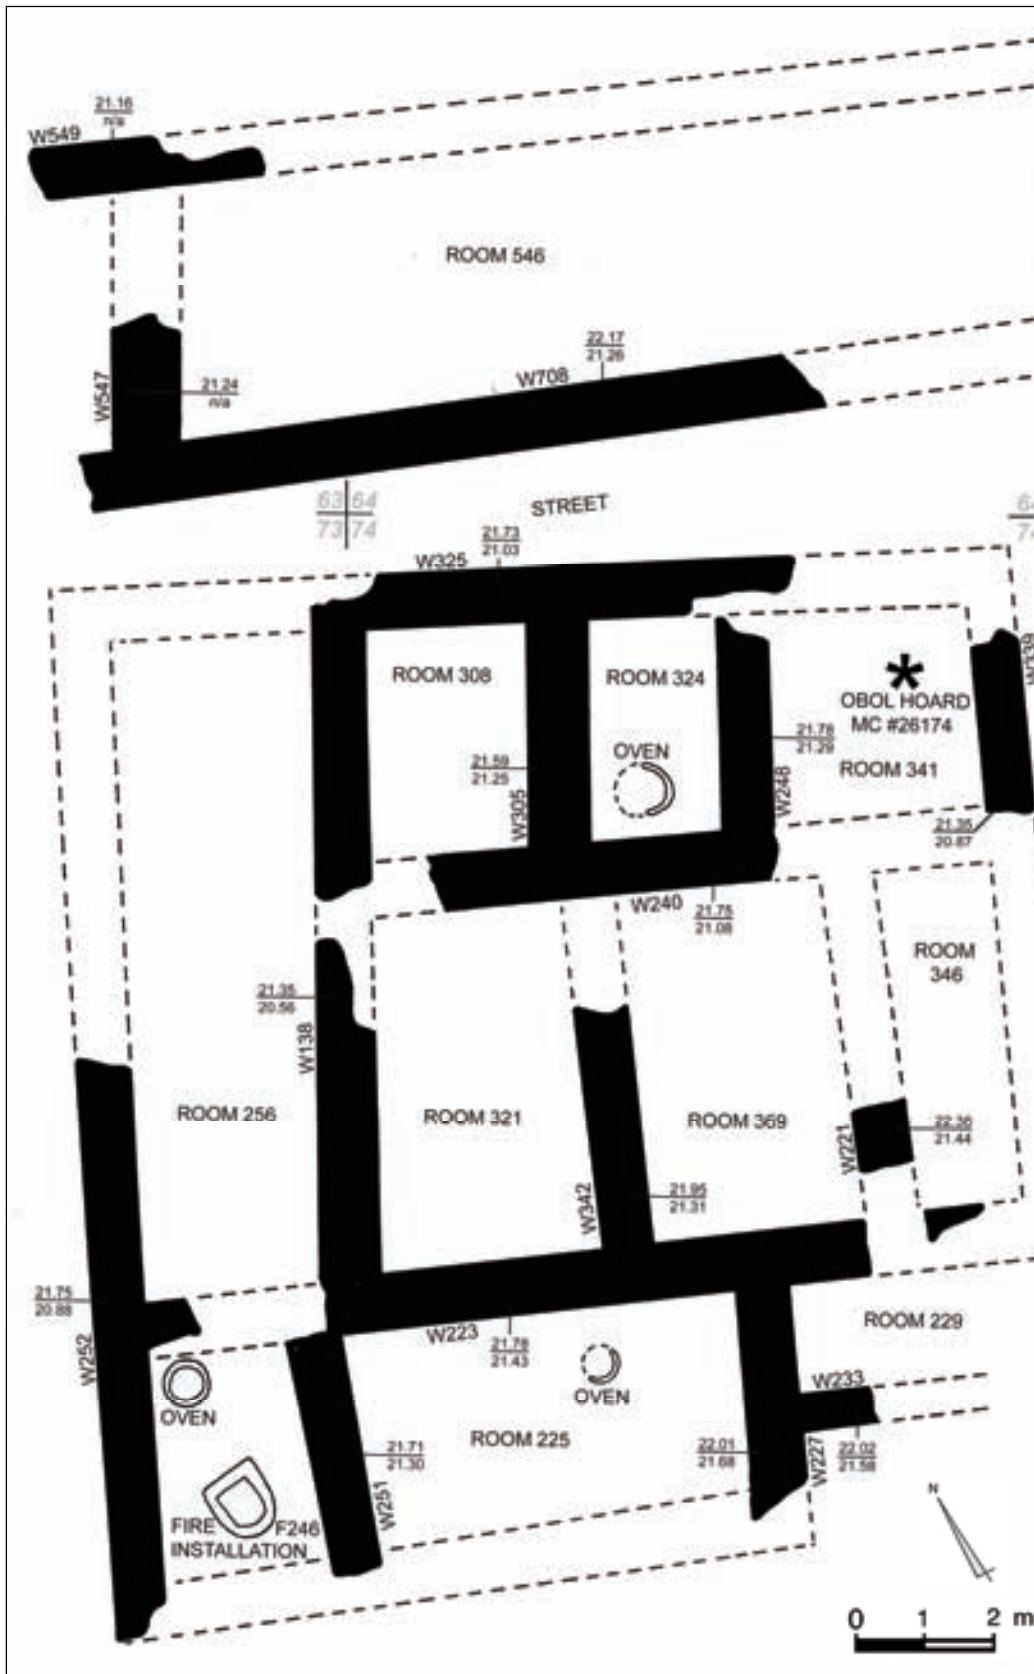 21.16
n/a
W549
ROOM 546
22.17
21.26
W708
W547
21.24
n/a
63 64
73 74
STREET
64
74
21.73
21.03
W325
W339
ROOM 308
ROOM 324
OBOL HOARD
MC #26174
ROOM 341
OVEN
21.78
21.29
W248
21.59
21.25
W305
21.35
20.87
W240
21.75
21.08
ROOM
346
21.35
20.56
W138
ROOM 256
ROOM 321
ROOM 369
W221
22.36
21.44
W342
21.95
21.31
21.75
20.88
W252
W223
21.78
21.43
ROOM 229
OVEN
OVEN
W233
ROOM 225
21.71
21.30
W251
22.01
21.68
W227
22.02
21.58
N
FIRE F246
INSTALLATION
0 1 2 m